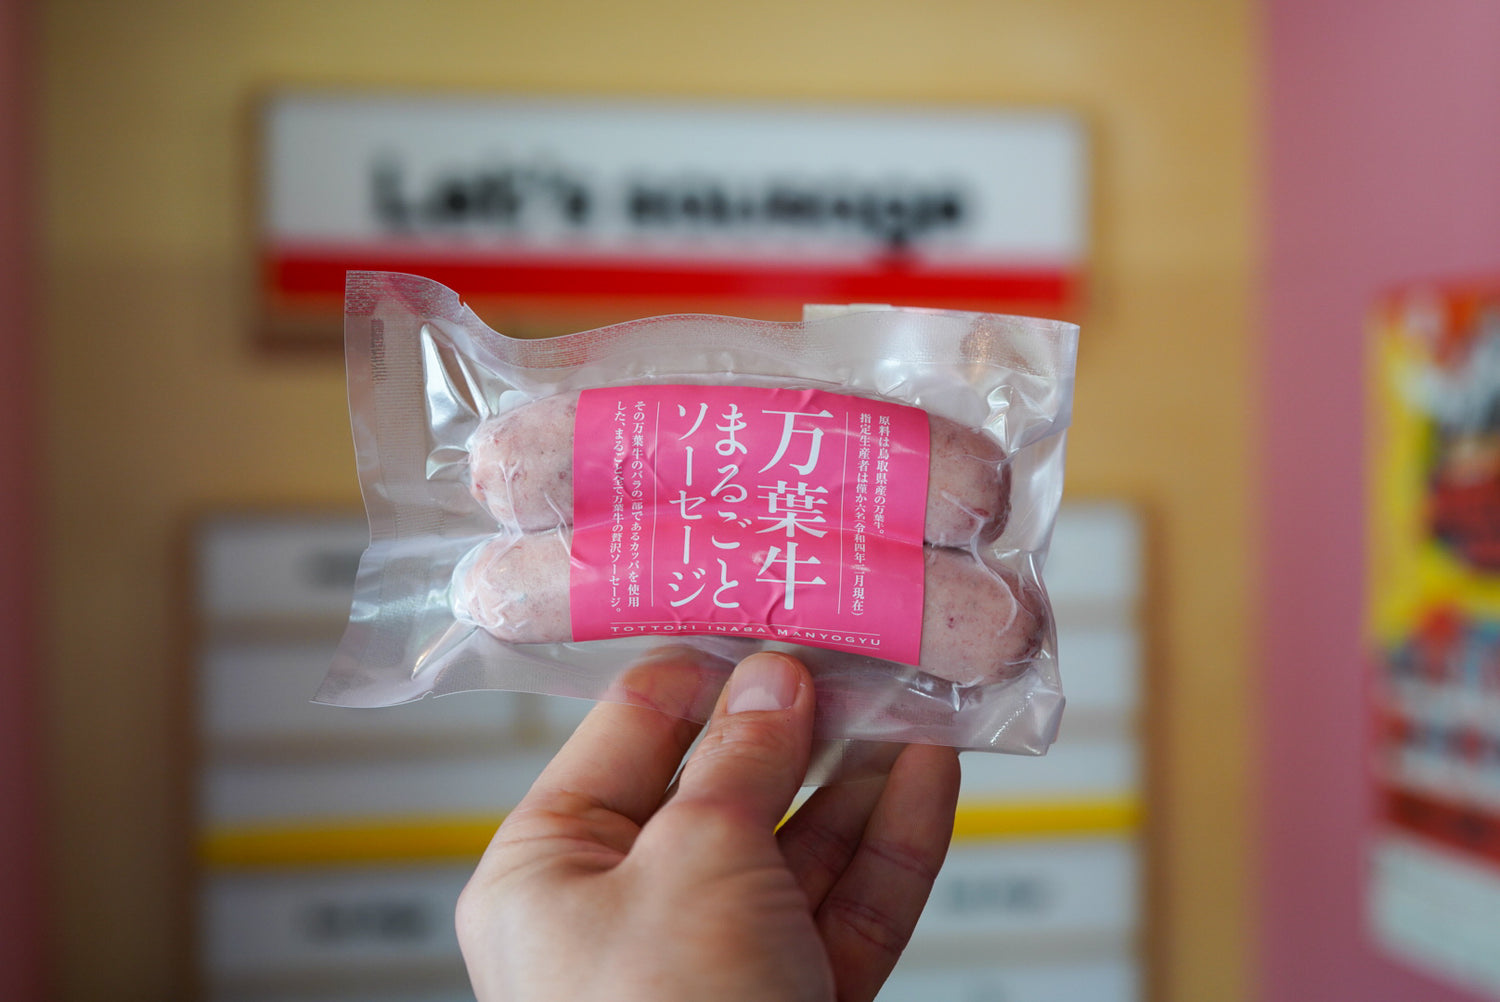 Let's sausage
原料は鳥取県産の万葉牛。
指定生産者は僅か六名(令和四年二月現在)
万葉牛
まるごと
ソーセージ
その万葉牛のバラの一部であるカッパを使用
した、まるごと全て万葉牛の贅沢ソーセージ。
TOTTORI INABA MANYOGYU